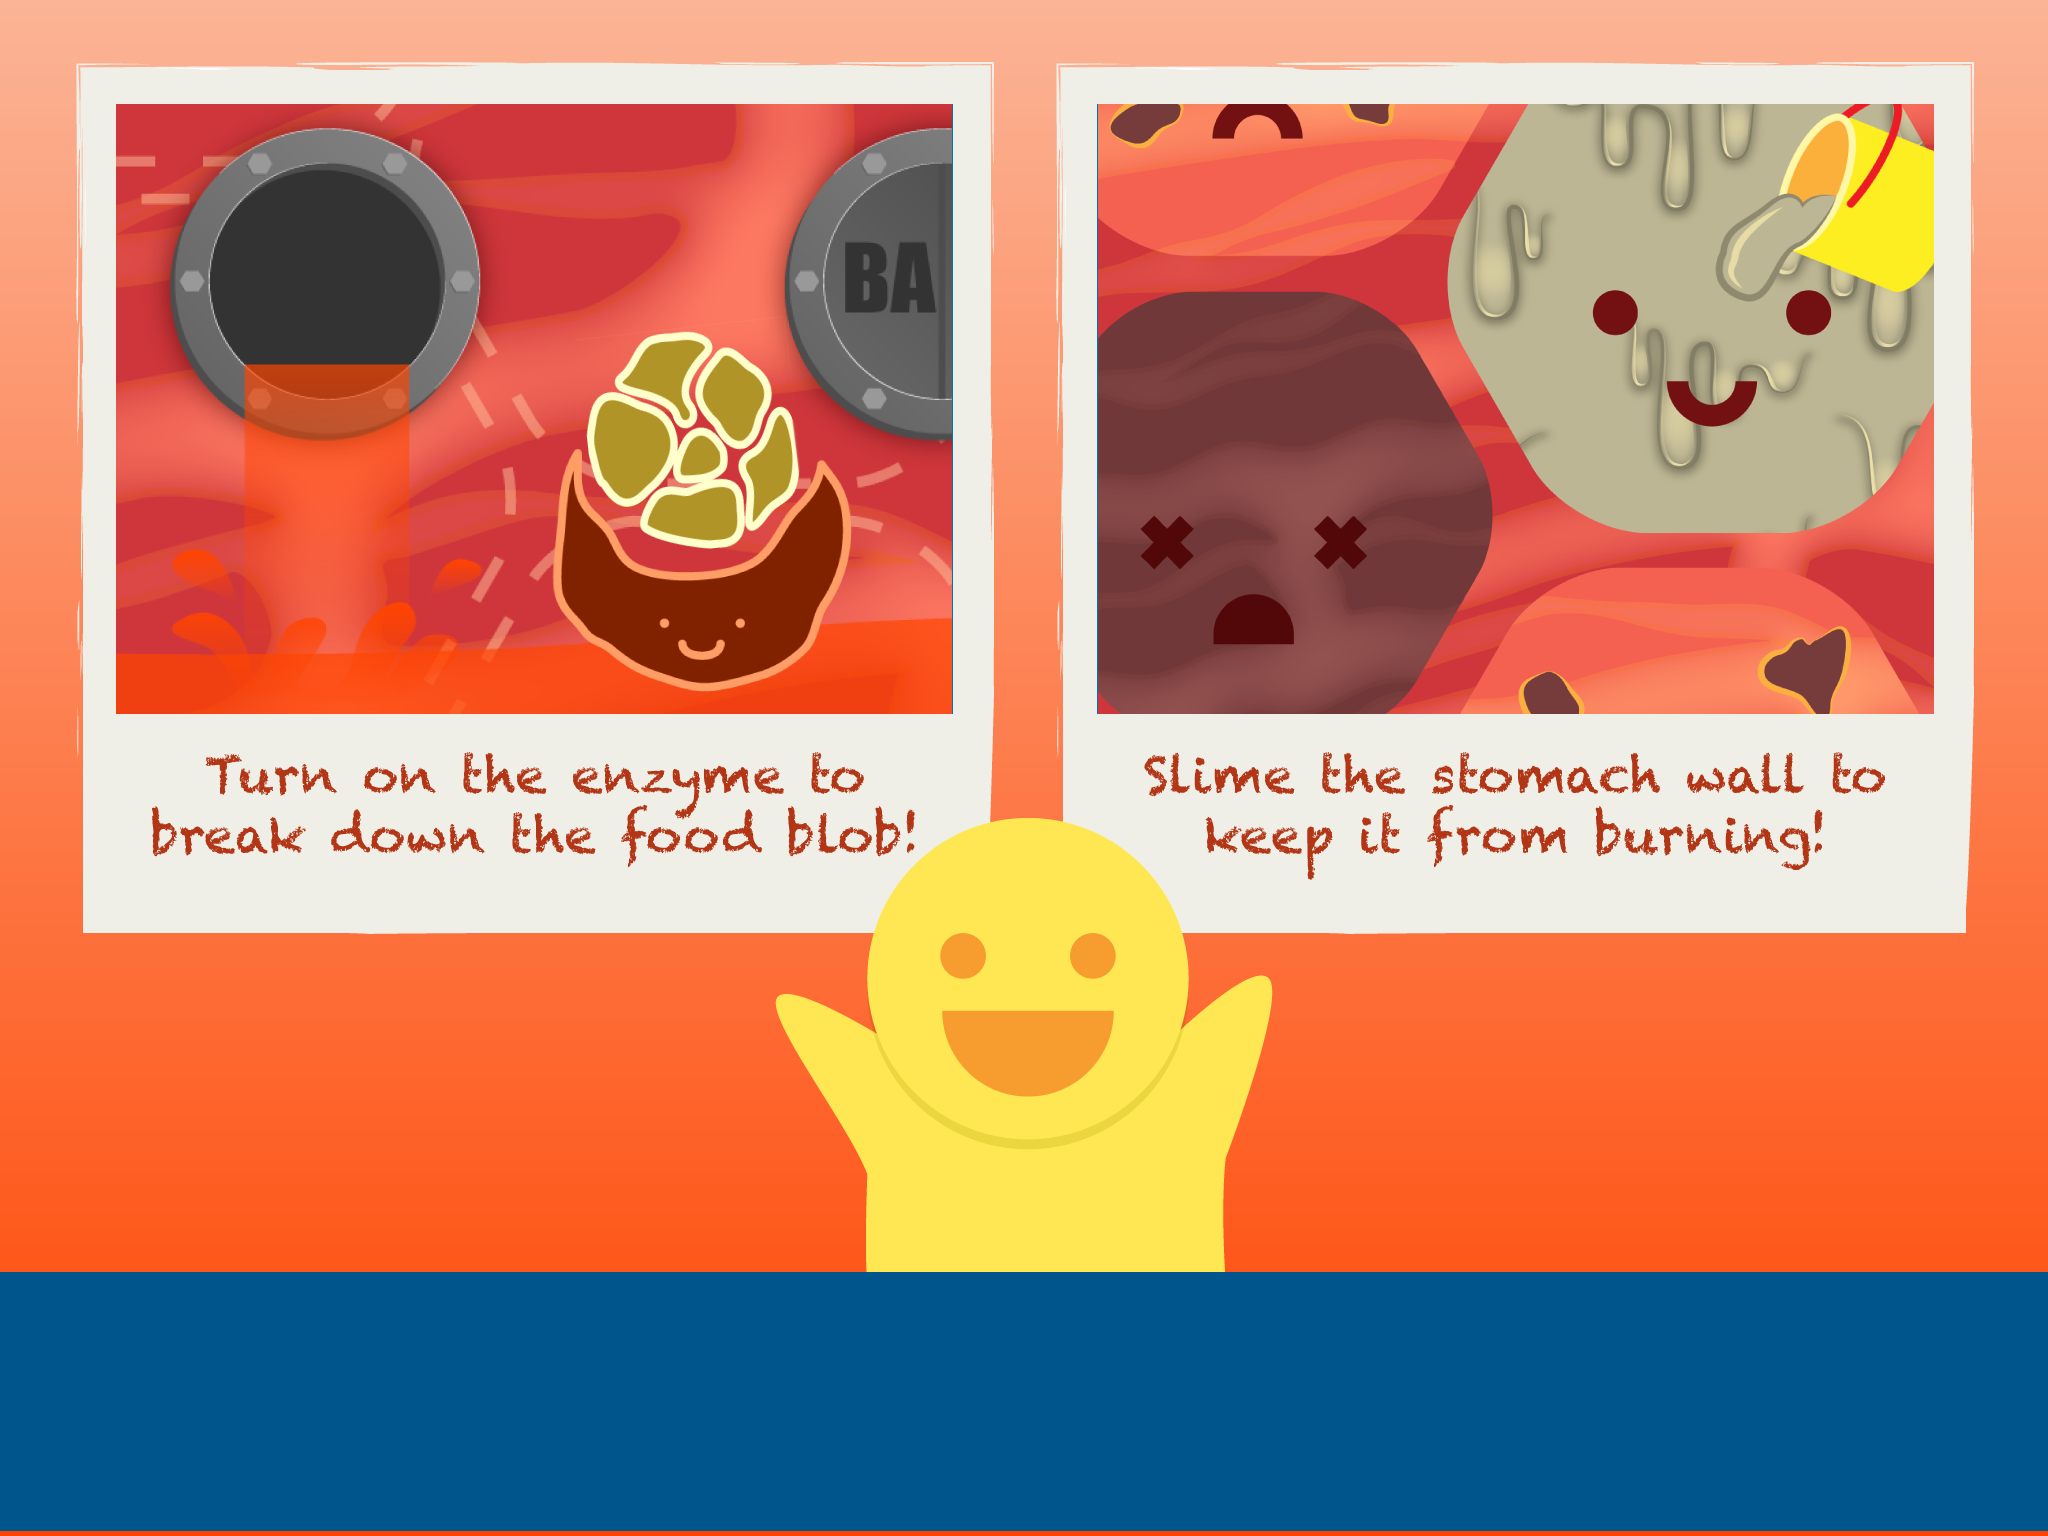 BA
Turn on the enzyme to
break down the food blob!
Slime the stomach wall to
keep it from burning!